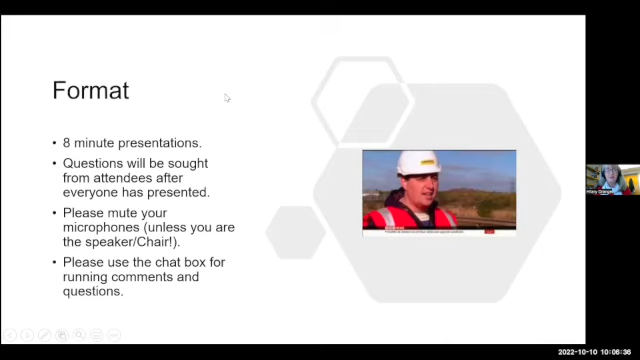 Format
• 8 minute presentations.
• Questions will be sought
from attendees after
everyone has presented.
• Please mute your
microphones (unless you are
the speaker/Chair!).
• Please use the chat box for
running comments and
questions.
2022-10-10 10:06:36